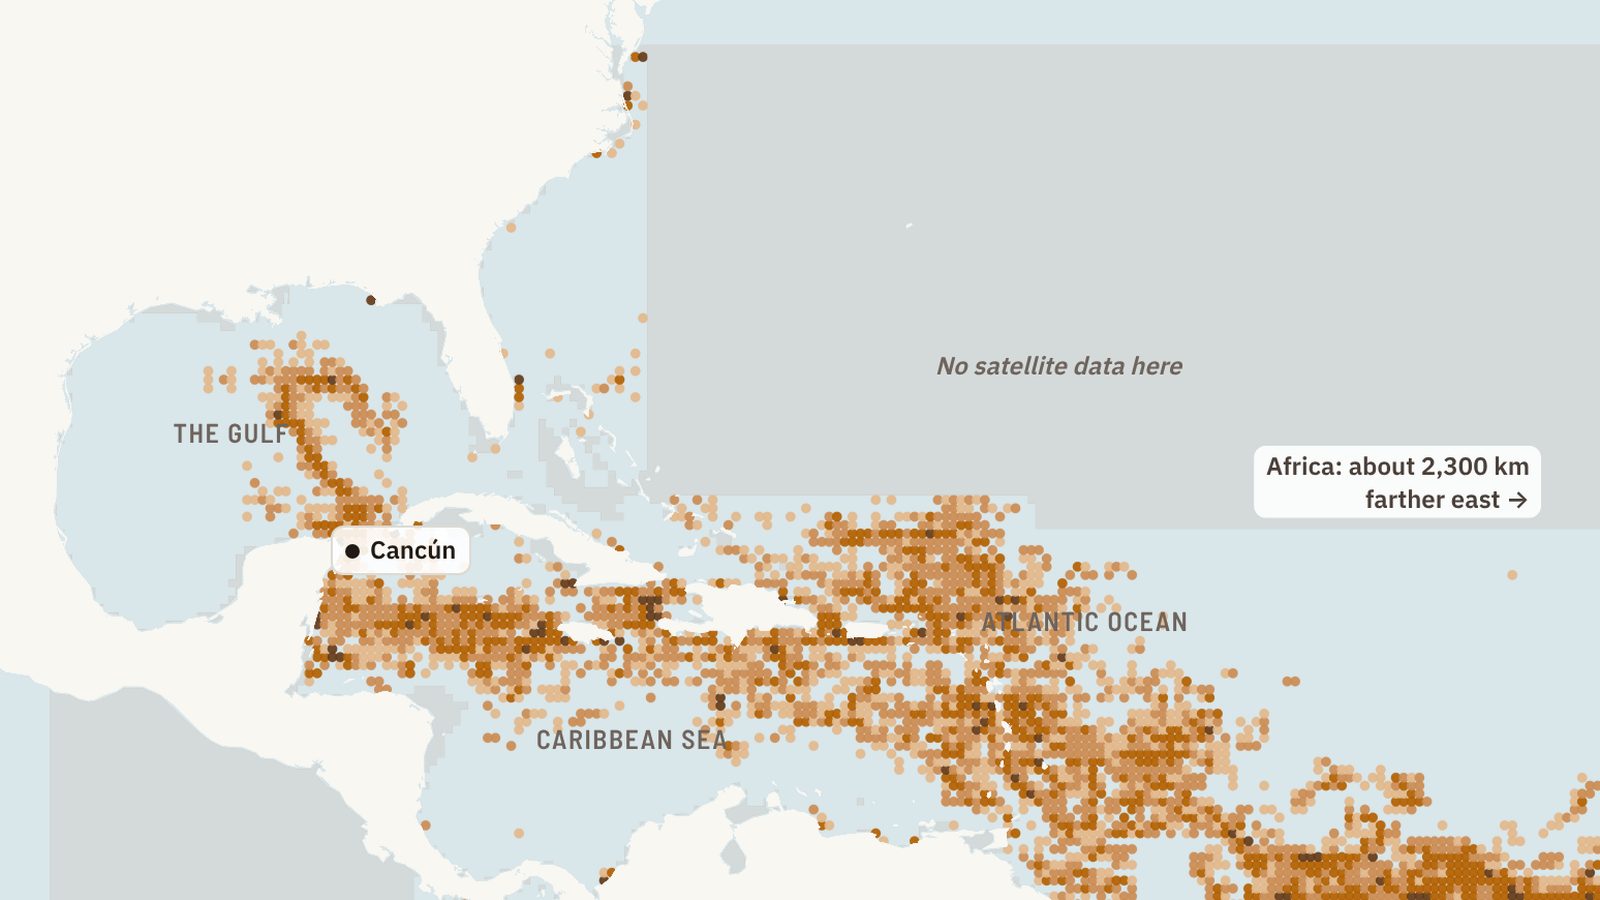 No satellite data here
THE GULF
Africa: about 2,300 km
farther east →
Cancún
ATLANTIC OCEAN
CARIBBEAN SEA